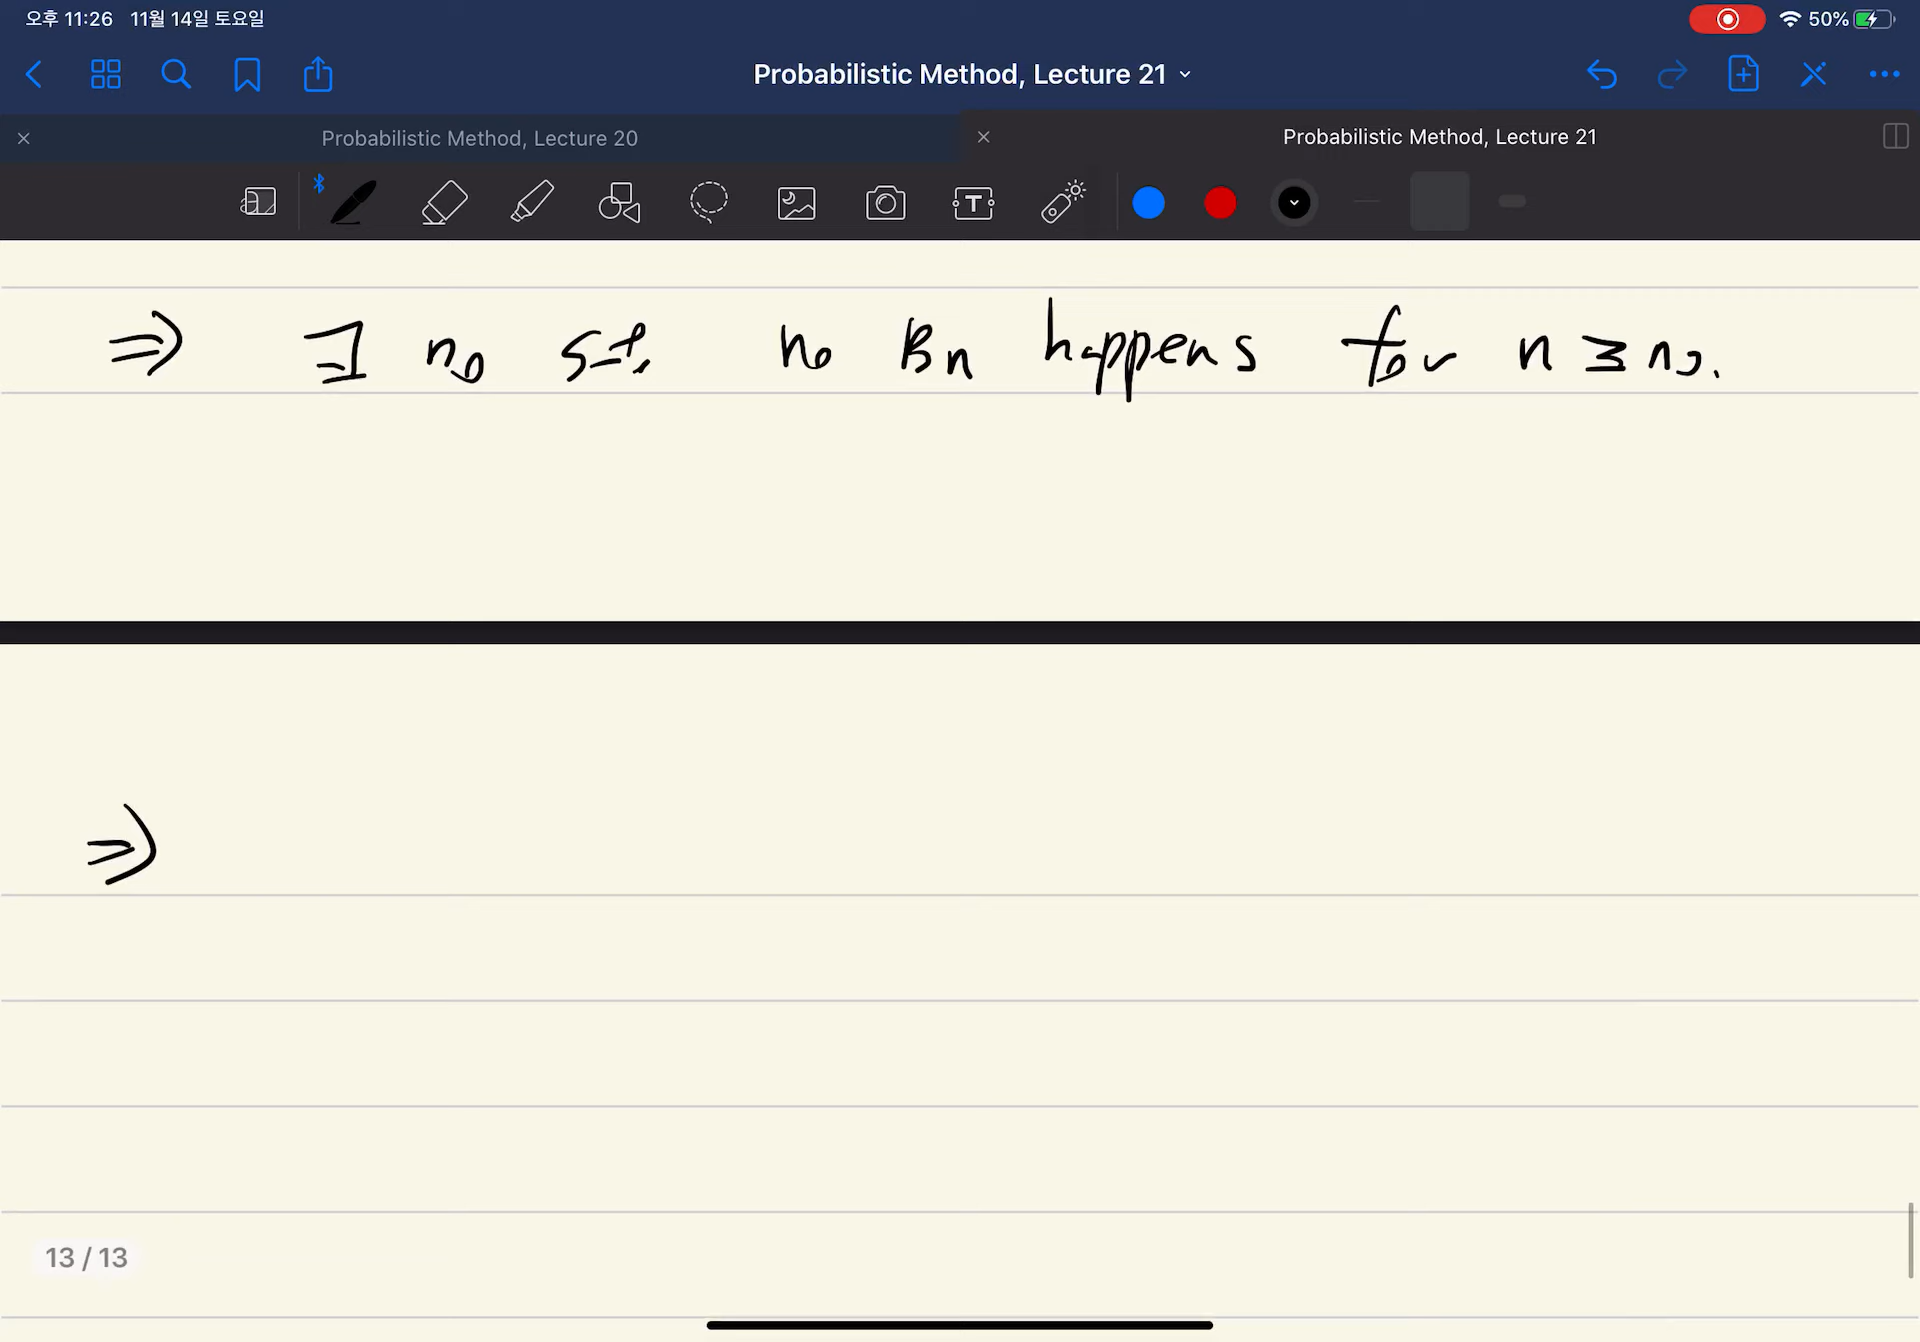 오후 11:26 11월 14일 토요일 50%
Probabilistic Method, Lecture 21
Probabilistic Method, Lecture 20 Probabilistic Method, Lecture 21
T
⇒ ∃ n₀ s.t. no Bn happens for n ≥ n₀.
⇒
13 / 13